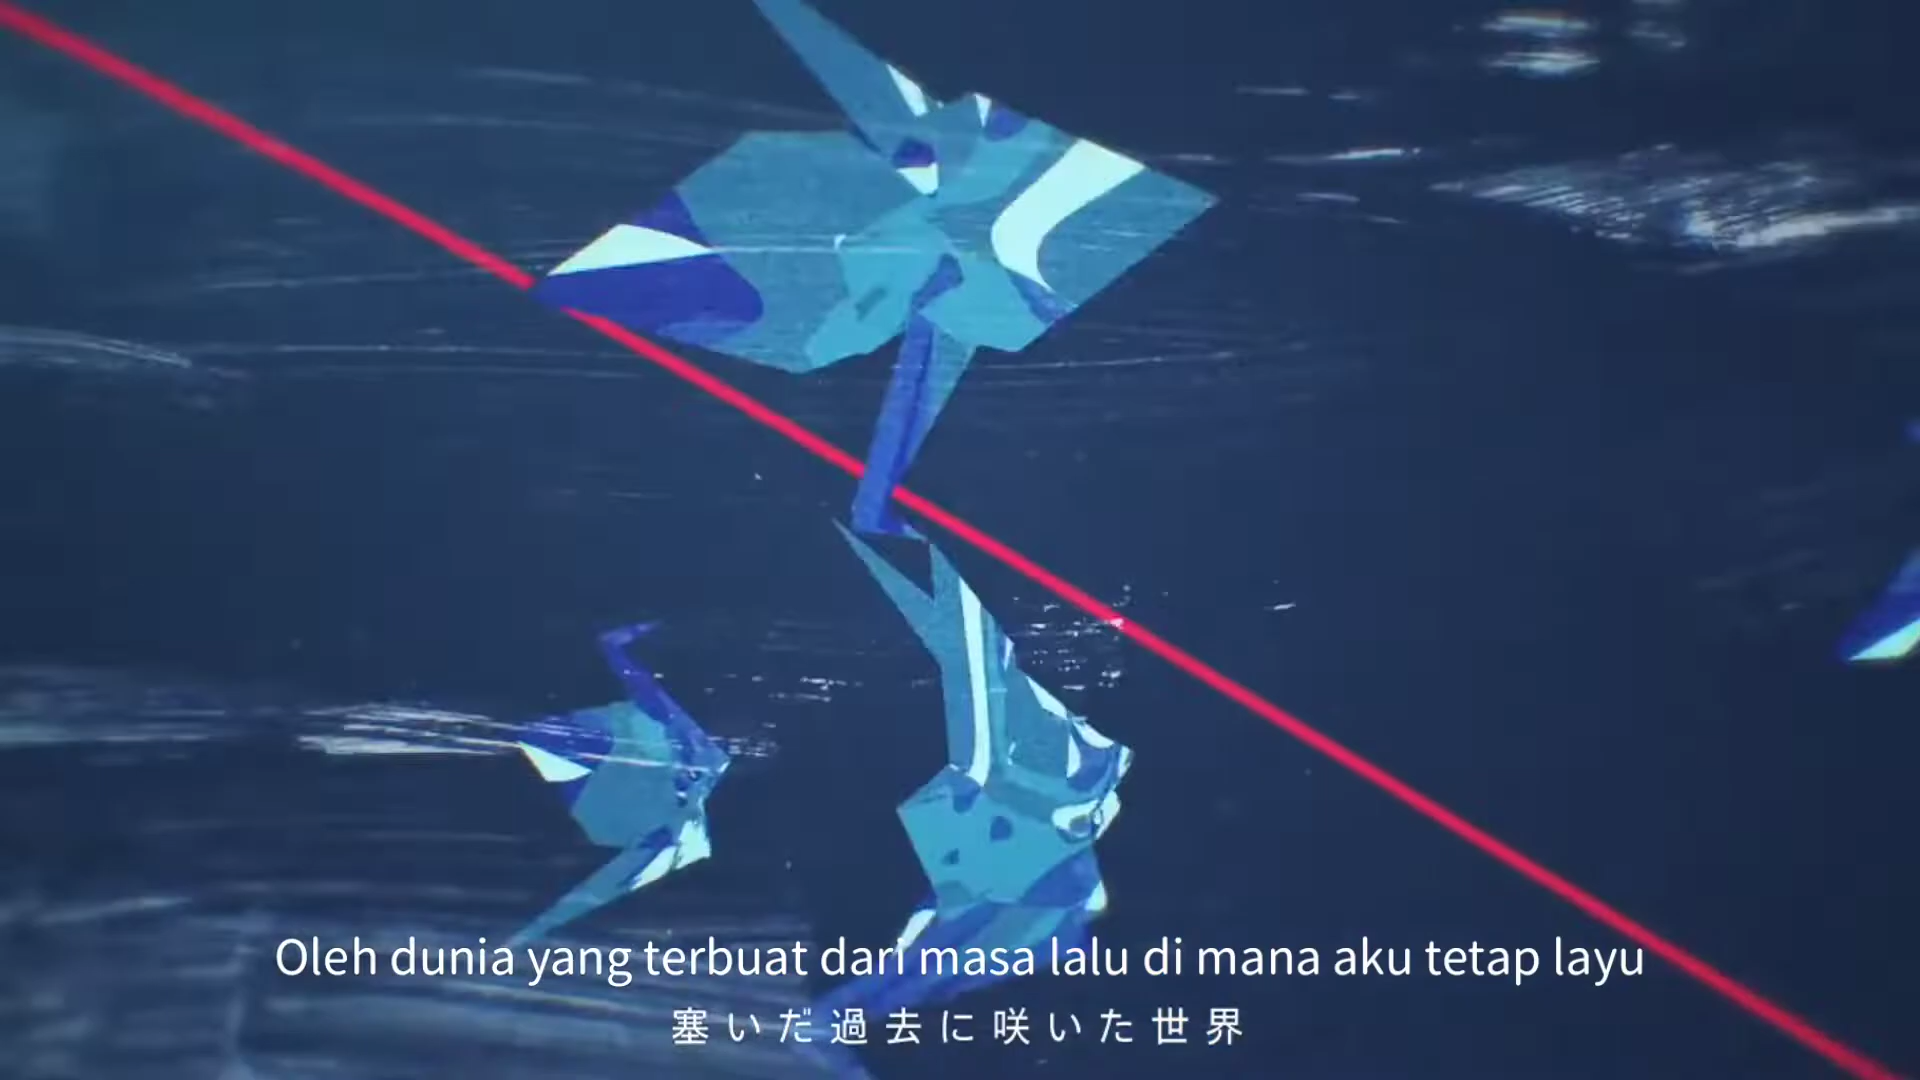 Oleh dunia yang terbuat dari masa lalu di mana aku tetap layu
塞いだ過去に咲いた世界